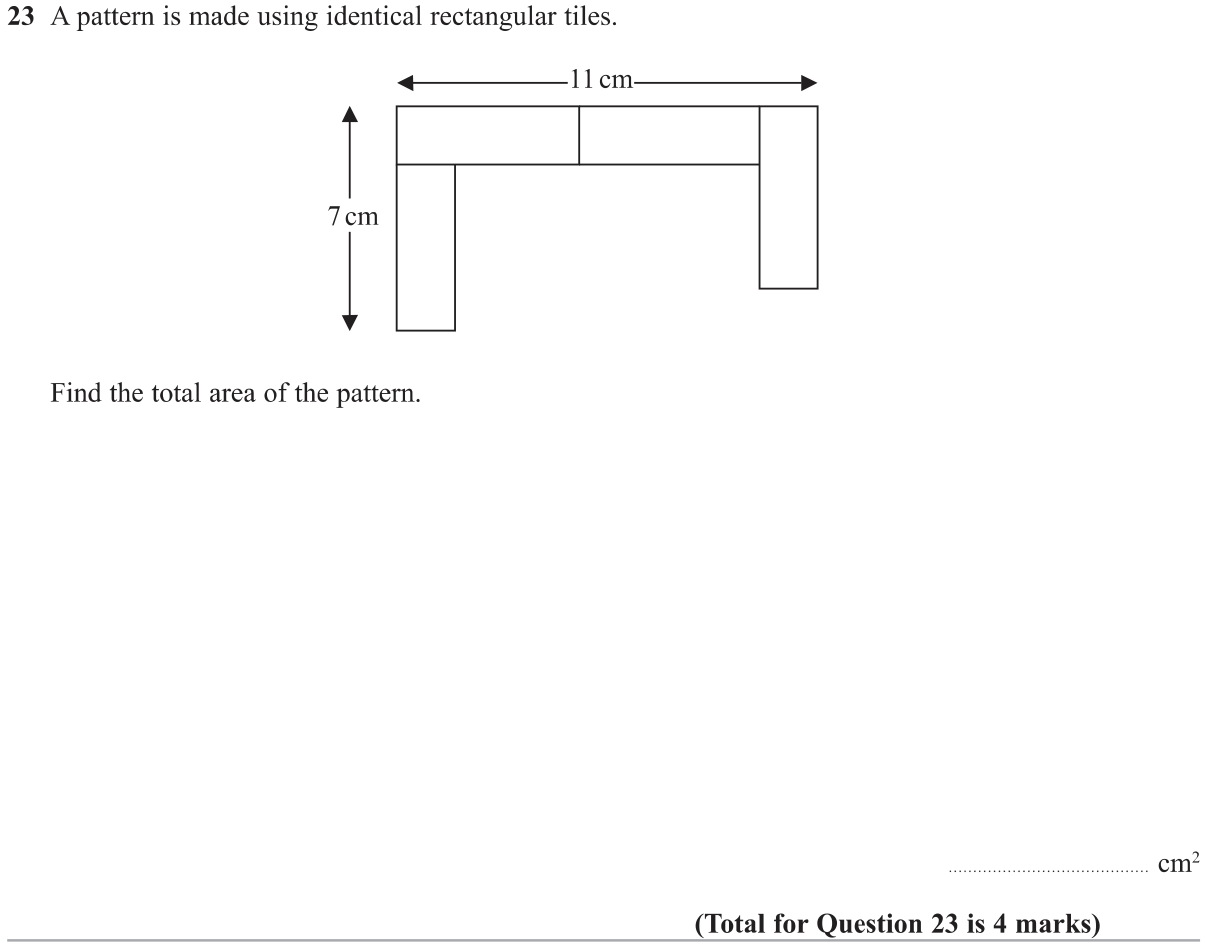 23 A pattern is made using identical rectangular tiles.
11 cm
7 cm
Find the total area of the pattern.
........................................ cm²
(Total for Question 23 is 4 marks)